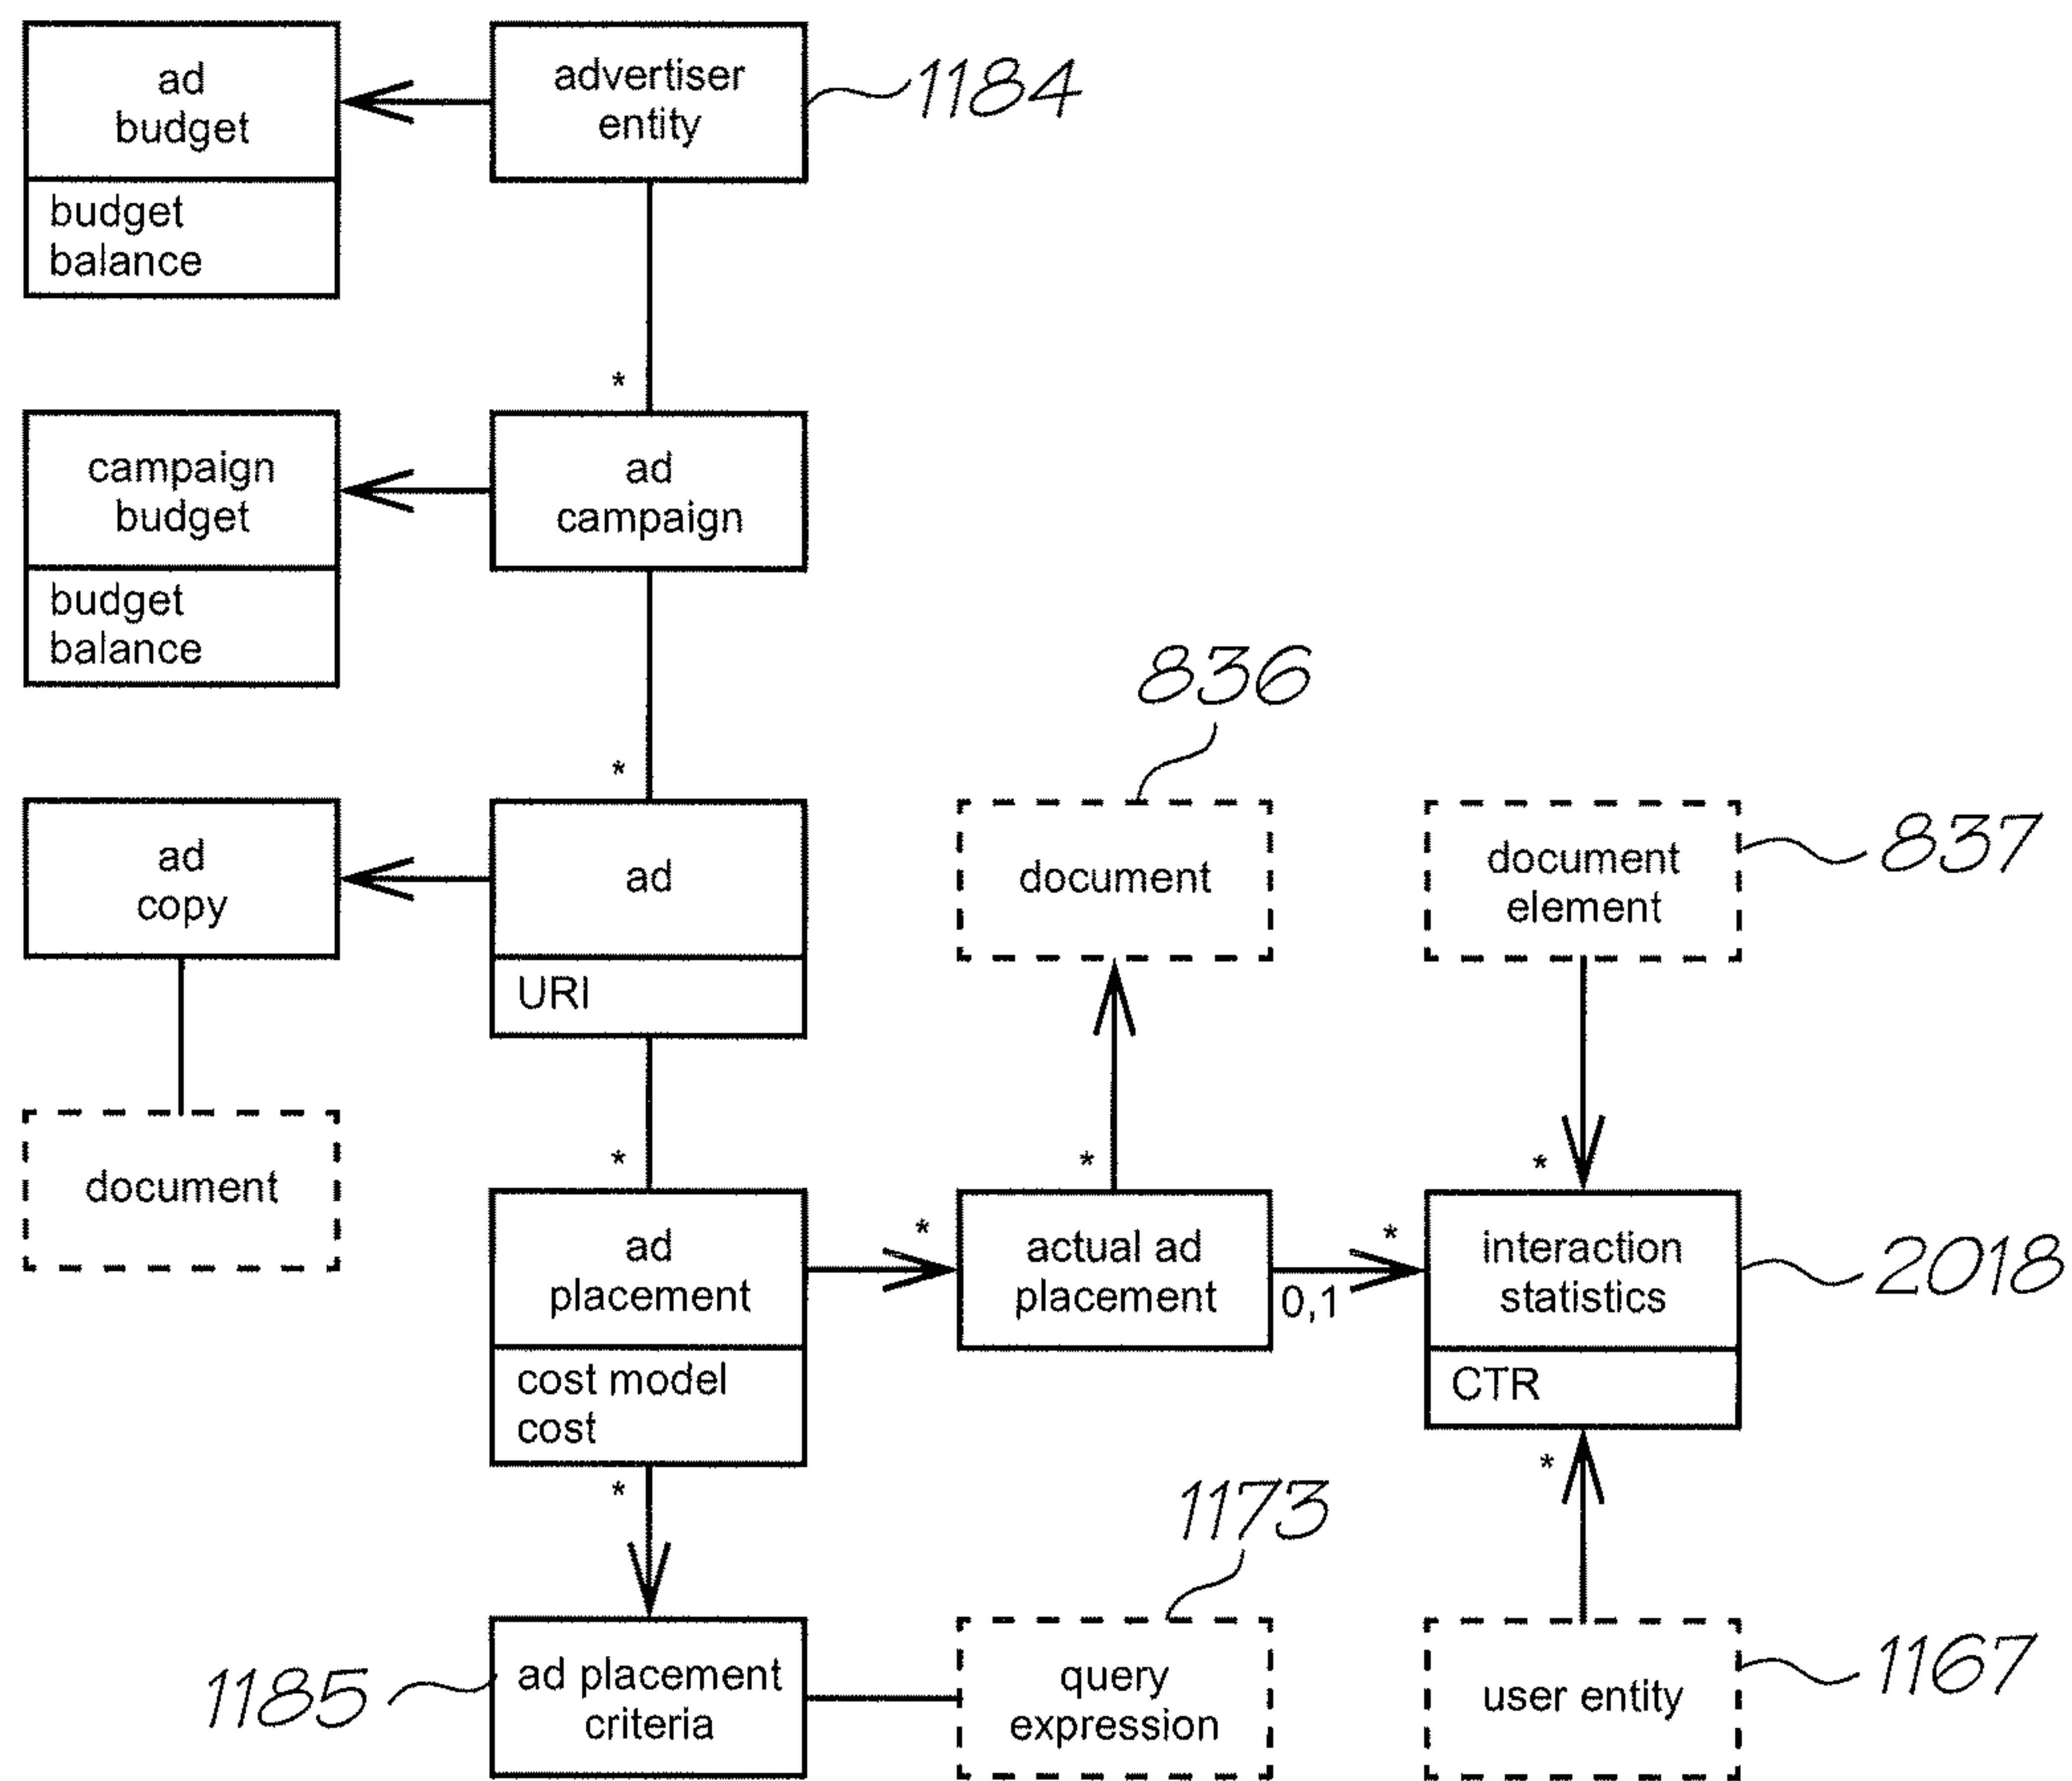 ad
budget
budget
balance
advertiser
entity
1184
*
campaign
budget
budget
balance
ad
campaign
*
836
ad
copy
ad
URI
document
document
element
837
document
*
*
*
ad
placement
cost model
cost
*
actual ad
placement
0,1
*
interaction
statistics
CTR
2018
*
*
1173
1185
ad placement
criteria
query
expression
user entity
1167